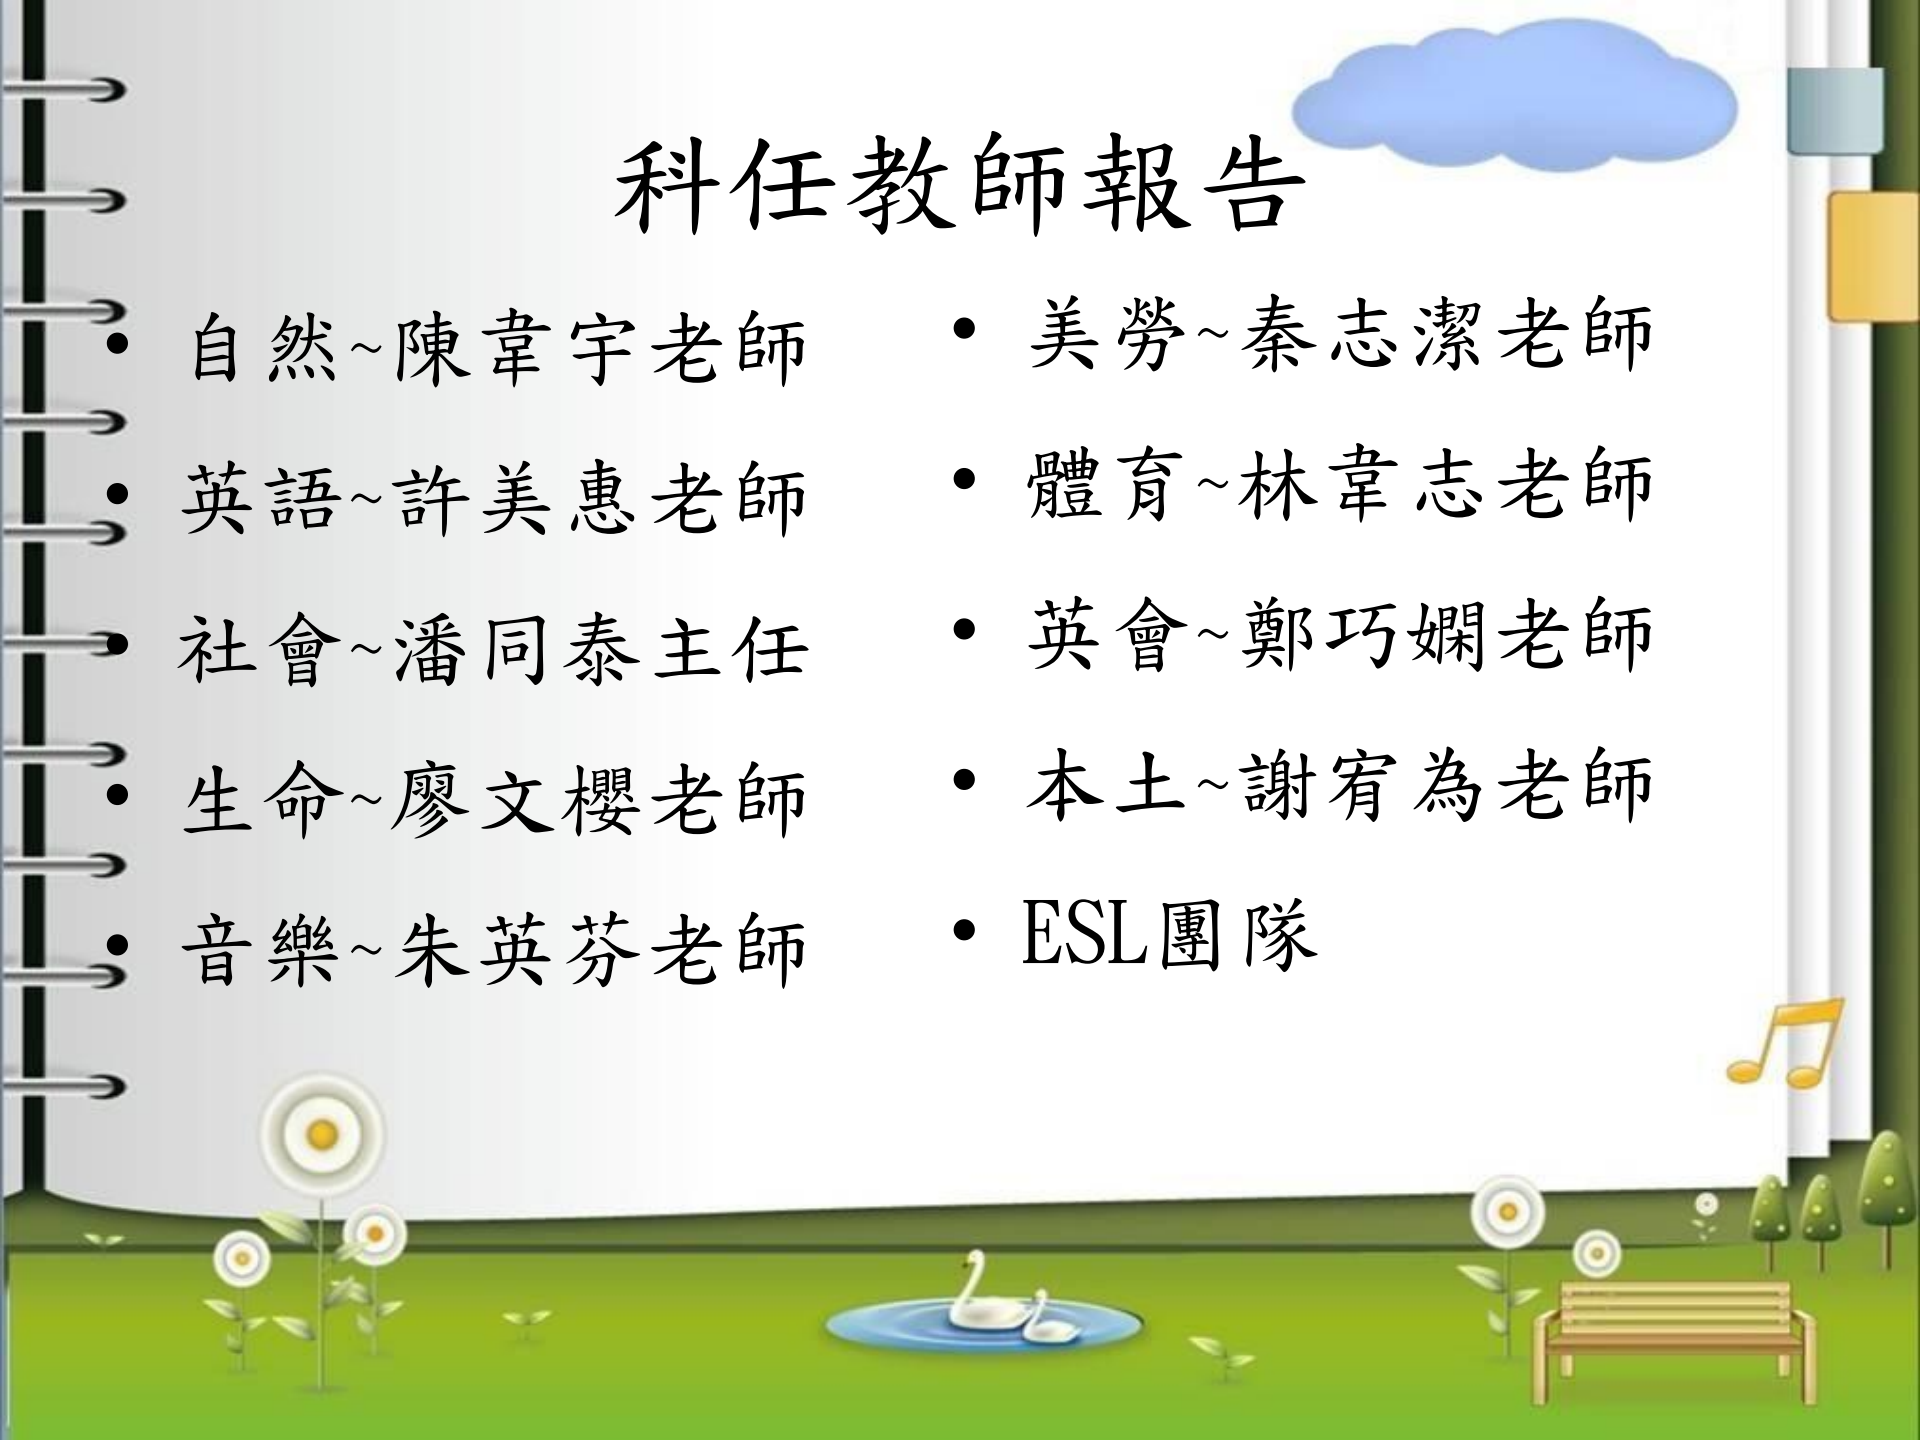 科任教師報告
• 自然~陳韋宇老師
• 英語~許美惠老師
• 社會~潘同泰主任
• 生命~廖文櫻老師
• 音樂~朱英芬老師
• 美勞~秦志潔老師
• 體育~林韋志老師
• 英會~鄭巧嫻老師
• 本土~謝宥為老師
• ESL團隊